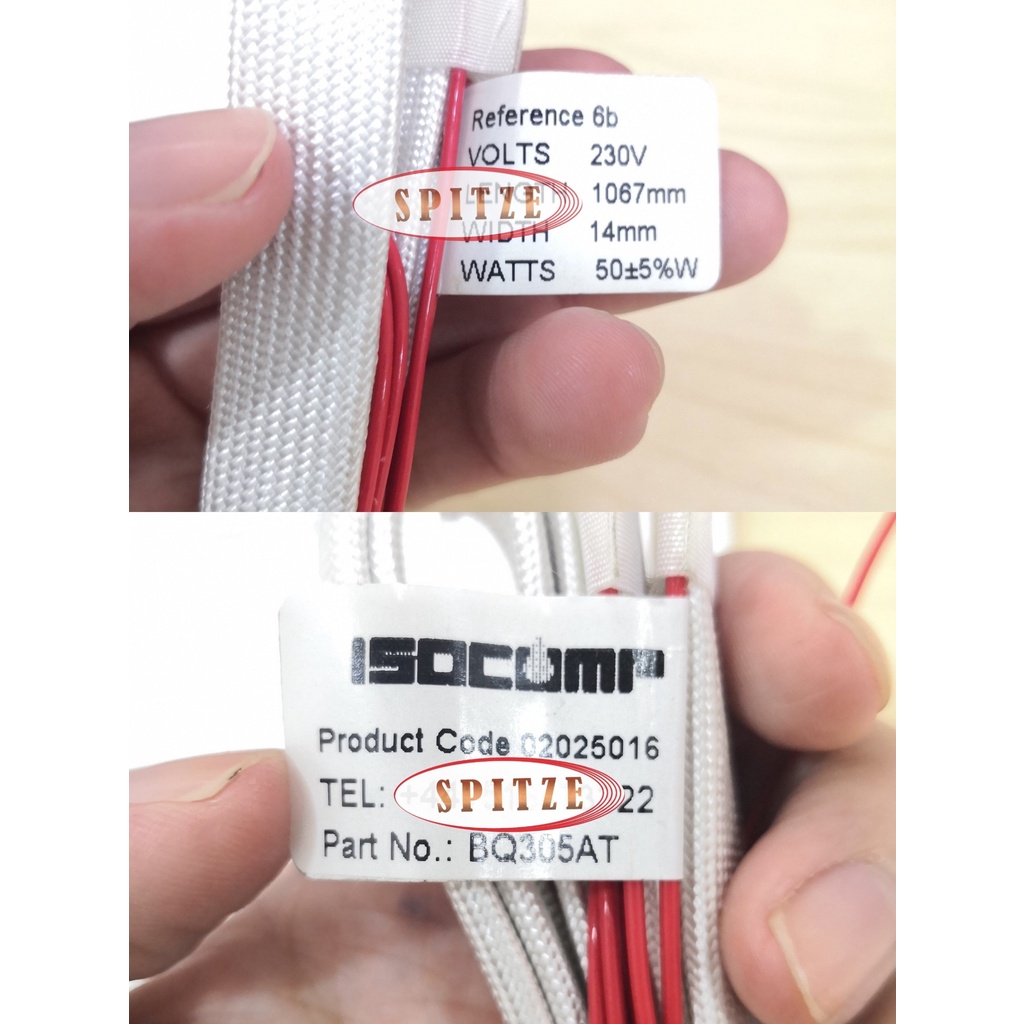 Reference 6b
VOLTS 230V
LENGTH 1067mm
SPITZE
WIDTH 14mm
WATTS 50±5%W
ISOCOMP
Product Code 02025016
TEL: 22
SPITZE
Part No.: BQ305AT